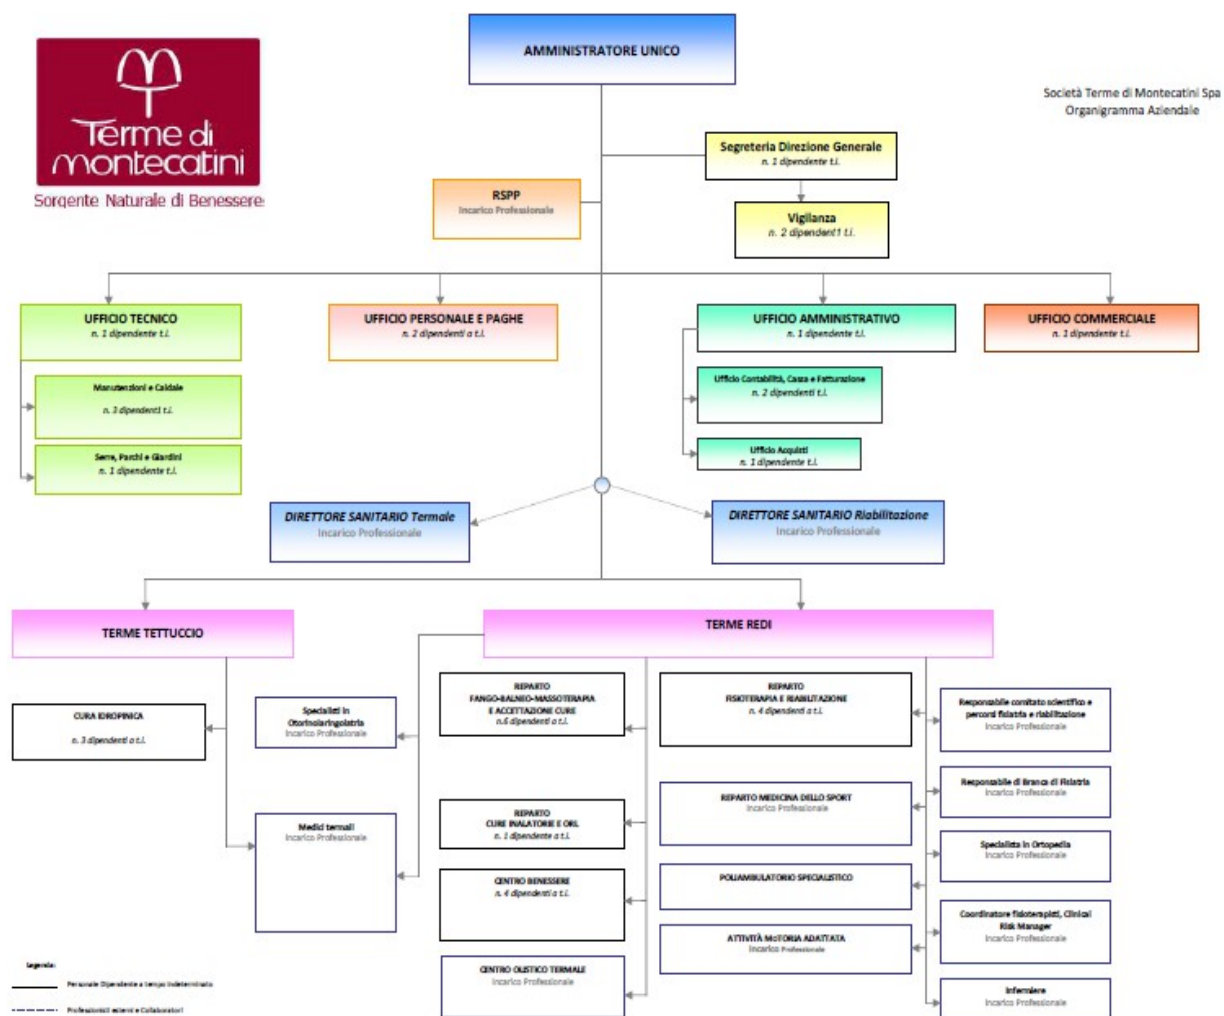 AMMINISTRATORE UNICO
Terme di
montecatini
Sorgente Naturale di Benessere
Società Terme di Montecatini Spa
Organigramma Aziendale
Segreteria Direzione Generale
n. 1 dipendente t.i.
RSPP
Incarico Professionale
Vigilanza
n. 2 dipendent1 t.i.
UFFICIO TECNICO
n. 1 dipendente t.i.
UFFICIO PERSONALE E PAGHE
n. 2 dipendenti a t.i.
UFFICIO AMMINISTRATIVO
n. 1 dipendente t.i.
UFFICIO COMMERCIALE
n. 1 dipendente t.i.
Manutenzioni e Caldaie
n. 3 dipendent1 t.i.
Ufficio Contabilità, Cassa e Fatturazione
n. 2 dipendenti t.i.
Serre, Parchi e Giardini
n. 1 dipendente t.i.
Ufficio Acquisti
n. 1 dipendente t.i.
DIRETTORE SANITARIO Termale
Incarico Professionale
DIRETTORE SANITARIO Riabilitazione
Incarico Professionale
TERME TETTUCCIO
TERME REDI
CURA IDROPINICA
n. 3 dipendenti a t.i.
Specialisti in
Otorinolaringoiatria
Incarico Professionale
REPARTO
FANGO-BALNEO-MASSOTERAPIA
E ACCETTAZIONE CURE
n.6 dipendenti a t.i.
REPARTO
FISIOTERAPIA E RIABILITAZIONE
n. 4 dipendenti a t.i.
Responsabile comitato scientifico e
percorsi fisiatria e riabilitazione
Incarico Professionale
Medici termali
Incarico Professionale
REPARTO
CURE INALATORIE E ORL
n. 1 dipendente a t.i.
REPARTO MEDICINA DELLO SPORT
Incarico Professionale
Responsabile di Branca di Fisiatria
Incarico Professionale
Specialista in Ortopedia
Incarico Professionale
CENTRO BENESSERE
n. 4 dipendenti a t.i.
POLIAMBULATORIO SPECIALISTICO
Coordinatore fisioterapisti, Clinical
Risk Manager
Incarico Professionale
ATTIVITÀ MoTORIA ADATTATA
Incarico Professionale
CENTRO OLISTICO TERMALE
Incarico Professionale
Infermiere
Incarico Professionale
Legenda:
Personale Dipendente a tempo indeterminato
Professionisti esterni e Collaboratori